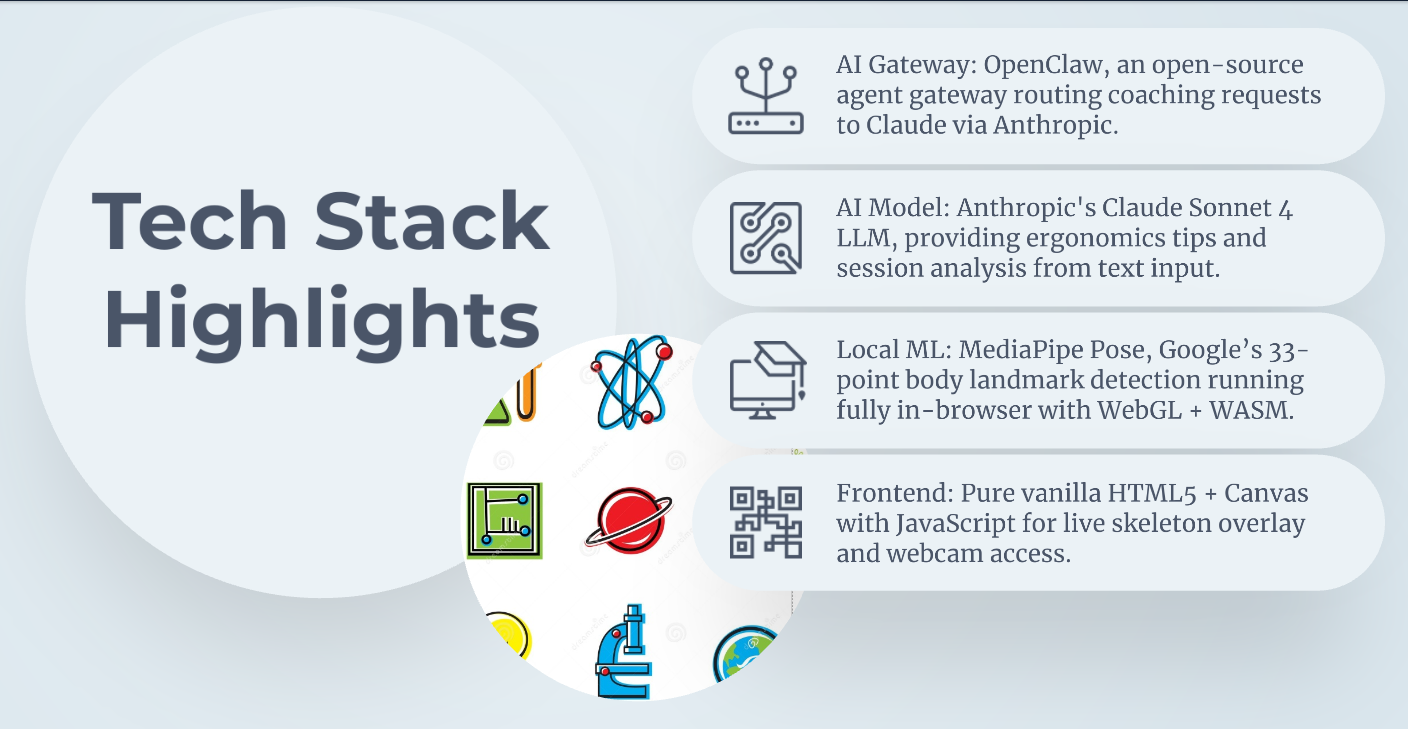 Tech Stack
Highlights
AI Gateway: OpenClaw, an open-source
agent gateway routing coaching requests
to Claude via Anthropic.
AI Model: Anthropic's Claude Sonnet 4
LLM, providing ergonomics tips and
session analysis from text input.
Local ML: MediaPipe Pose, Google’s 33-
point body landmark detection running
fully in-browser with WebGL + WASM.
Frontend: Pure vanilla HTML5 + Canvas
with JavaScript for live skeleton overlay
and webcam access.